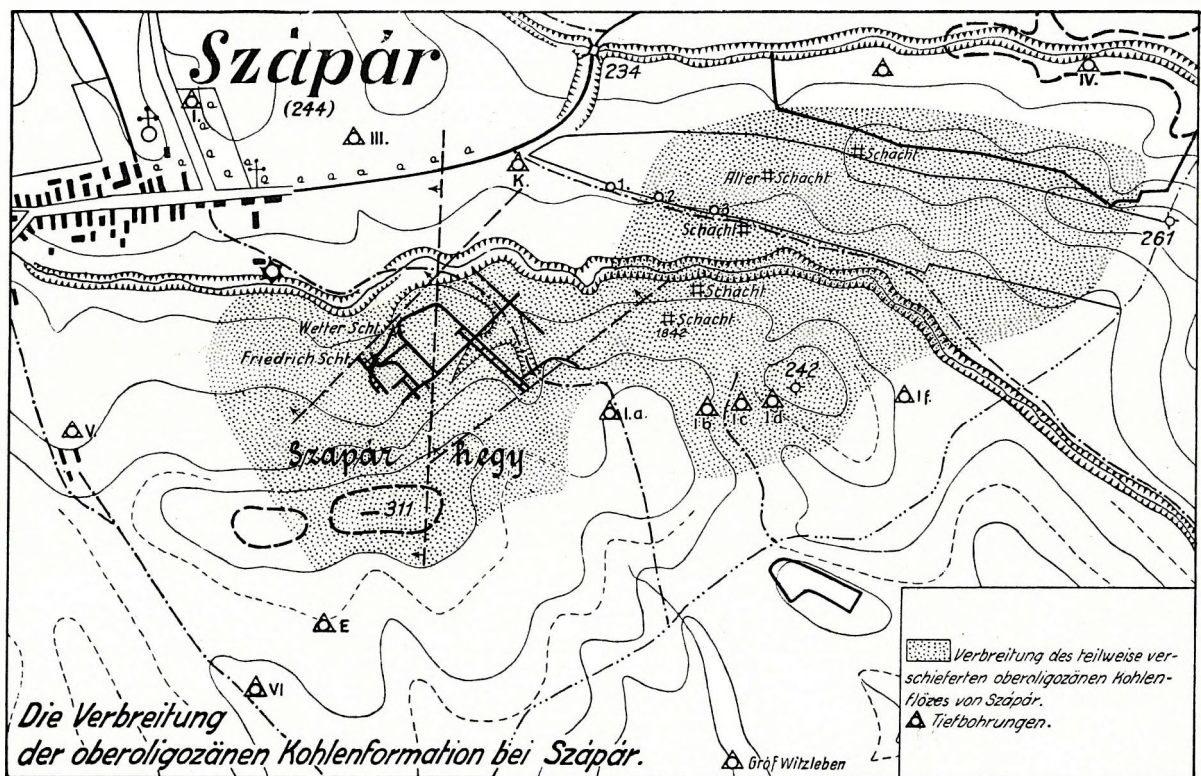 Szápár
(244)
234
IV.
I.
III.
K.
1.
2.
3.
Schacht
Alter Schacht
Schacht
261
Schacht
Wetter Scht.
Schacht
1842
Friedrich Scht.
242
I.a.
I b.
I c
I d.
I f.
V.
Szápár hegy
311
E
VI
Verbreitung des teilweise ver-
schieferten oberoligozänen Kohlen-
flözes von Szápár.
Tiefbohrungen.
Die Verbreitung
der oberoligozänen Kohlenformation bei Szápár.
Gróf Witzleben